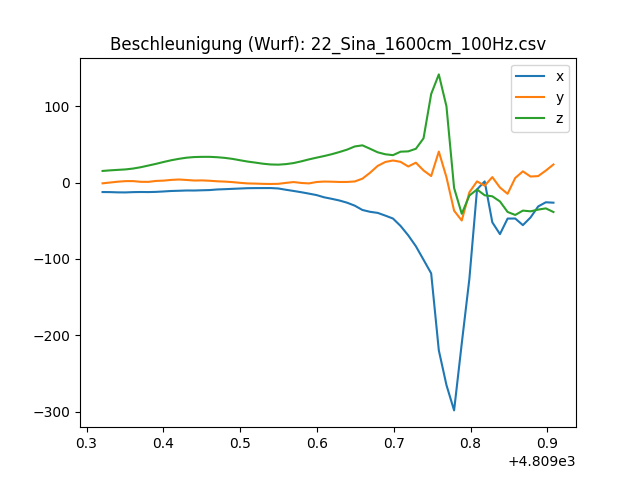 Beschleunigung (Wurf): 22_Sina_1600cm_100Hz.csv
x
y
z
100
0
−100
−200
−300
0.3 0.4 0.5 0.6 0.7 0.8 0.9
+4.809e3